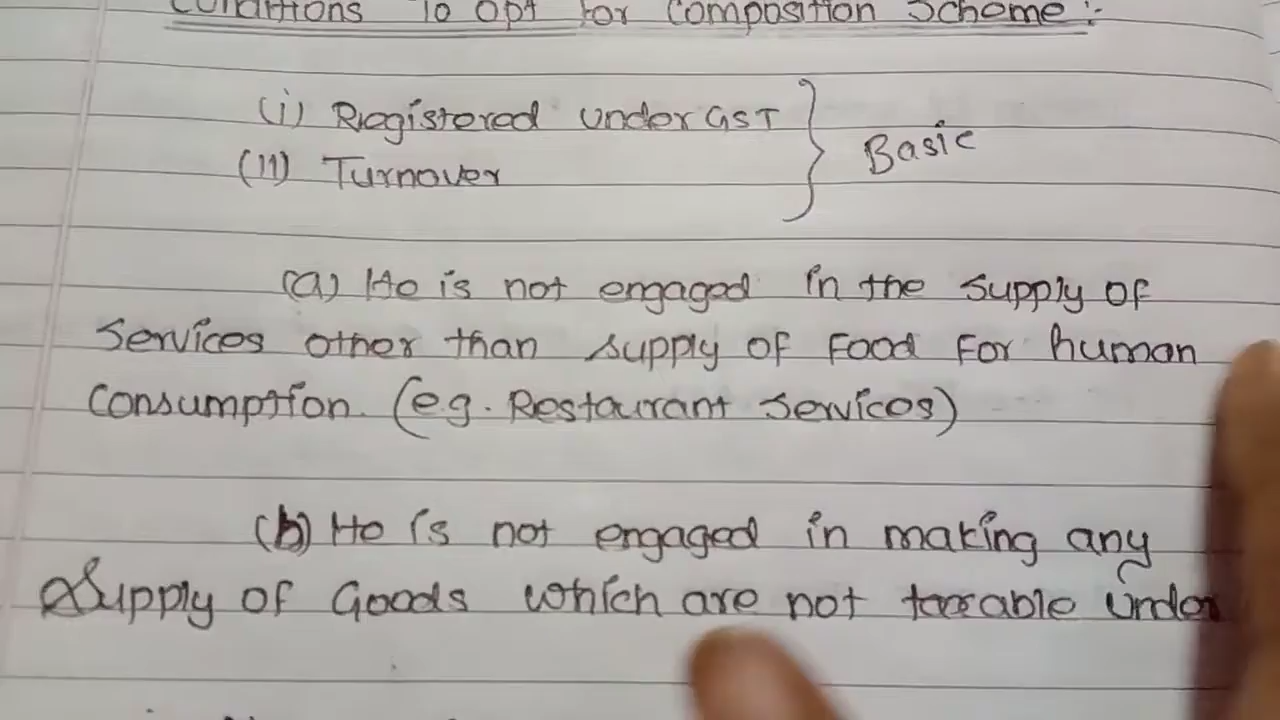 Conditions To opt for Composition Scheme :-
(i) Registered under GST
(11) Turnover
Basic
(a) He is not engaged in the supply of
Services other than supply of Food For human
Consumption. (e.g. Restaurant Services)
(b) He is not engaged in making any
Supply of Goods which are not taxable under